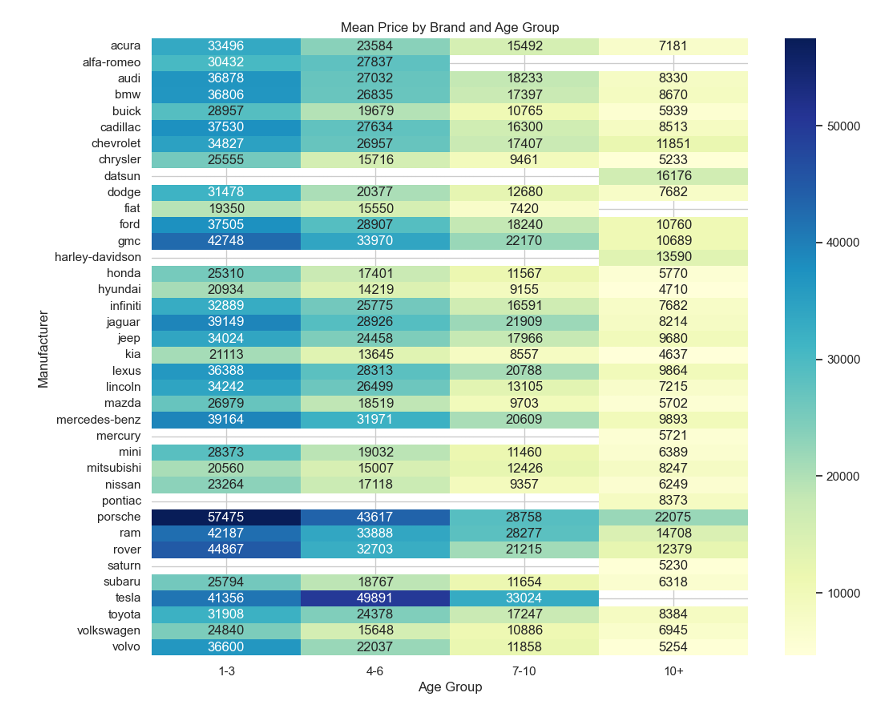 Mean Price by Brand and Age Group
acura 33496 23584 15492 7181
alfa-romeo 30432 27837
audi 36878 27032 18233 8330
bmw 36806 26835 17397 8670
buick 28957 19679 10765 5939
cadillac 37530 27634 16300 8513
chevrolet 34827 26957 17407 11851
chrysler 25555 15716 9461 5233
datsun 16176
dodge 31478 20377 12680 7682
fiat 19350 15550 7420
ford 37505 28907 18240 10760
gmc 42748 33970 22170 10689
harley-davidson 13590
honda 25310 17401 11567 5770
hyundai 20934 14219 9155 4710
infiniti 32889 25775 16591 7682
jaguar 39149 28926 21909 8214
jeep 34024 24458 17966 9680
kia 21113 13645 8557 4637
lexus 36388 28313 20788 9864
lincoln 34242 26499 13105 7215
mazda 26979 18519 9703 5702
mercedes-benz 39164 31971 20609 9893
mercury 5721
mini 28373 19032 11460 6389
mitsubishi 20560 15007 12426 8247
nissan 23264 17118 9357 6249
pontiac 8373
porsche 57475 43617 28758 22075
ram 42187 33888 28277 14708
rover 44867 32703 21215 12379
saturn 5230
subaru 25794 18767 11654 6318
tesla 41356 49891 33024
toyota 31908 24378 17247 8384
volkswagen 24840 15648 10886 6945
volvo 36600 22037 11858 5254
1-3 4-6 7-10 10+
Age Group
Manufacturer
50000
40000
30000
20000
10000